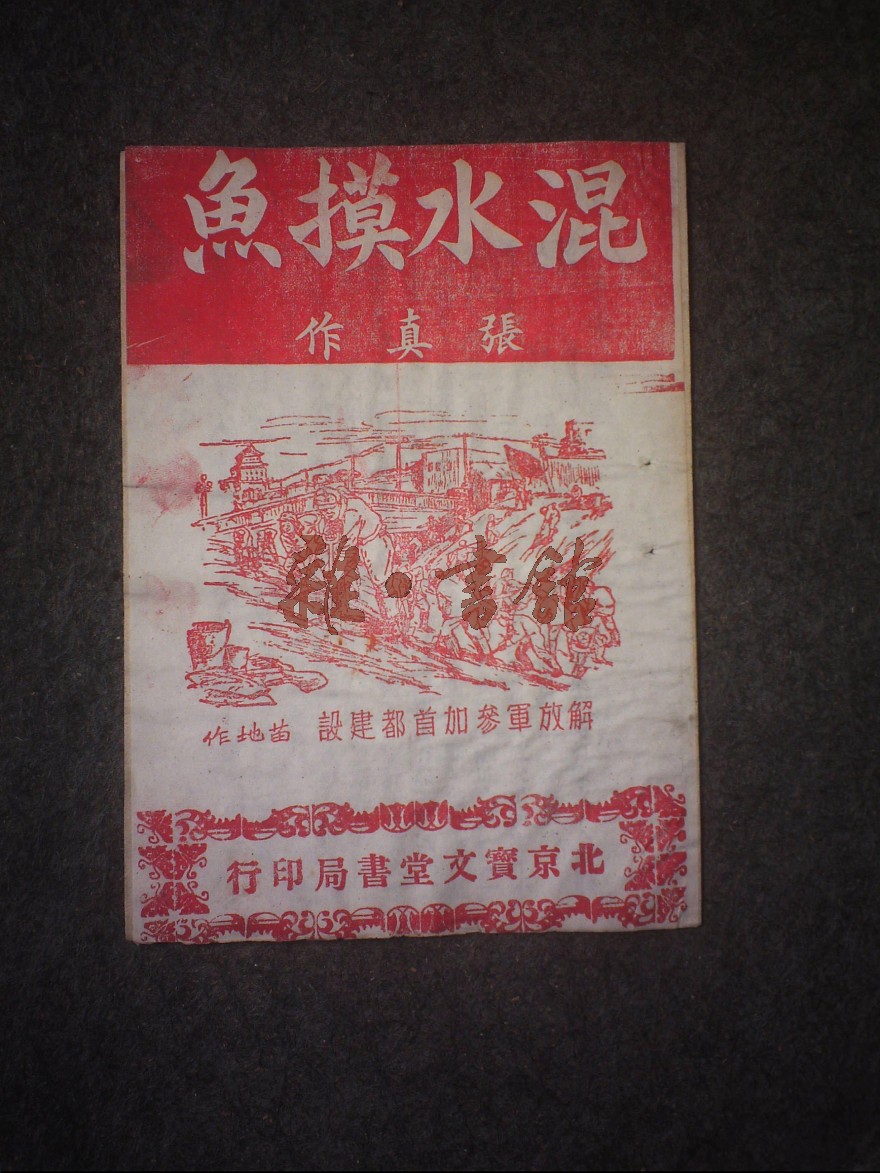 混水摸魚
張真作
雜·書館
解放軍參加首都建設 苗地作
北京寳文堂書局印行